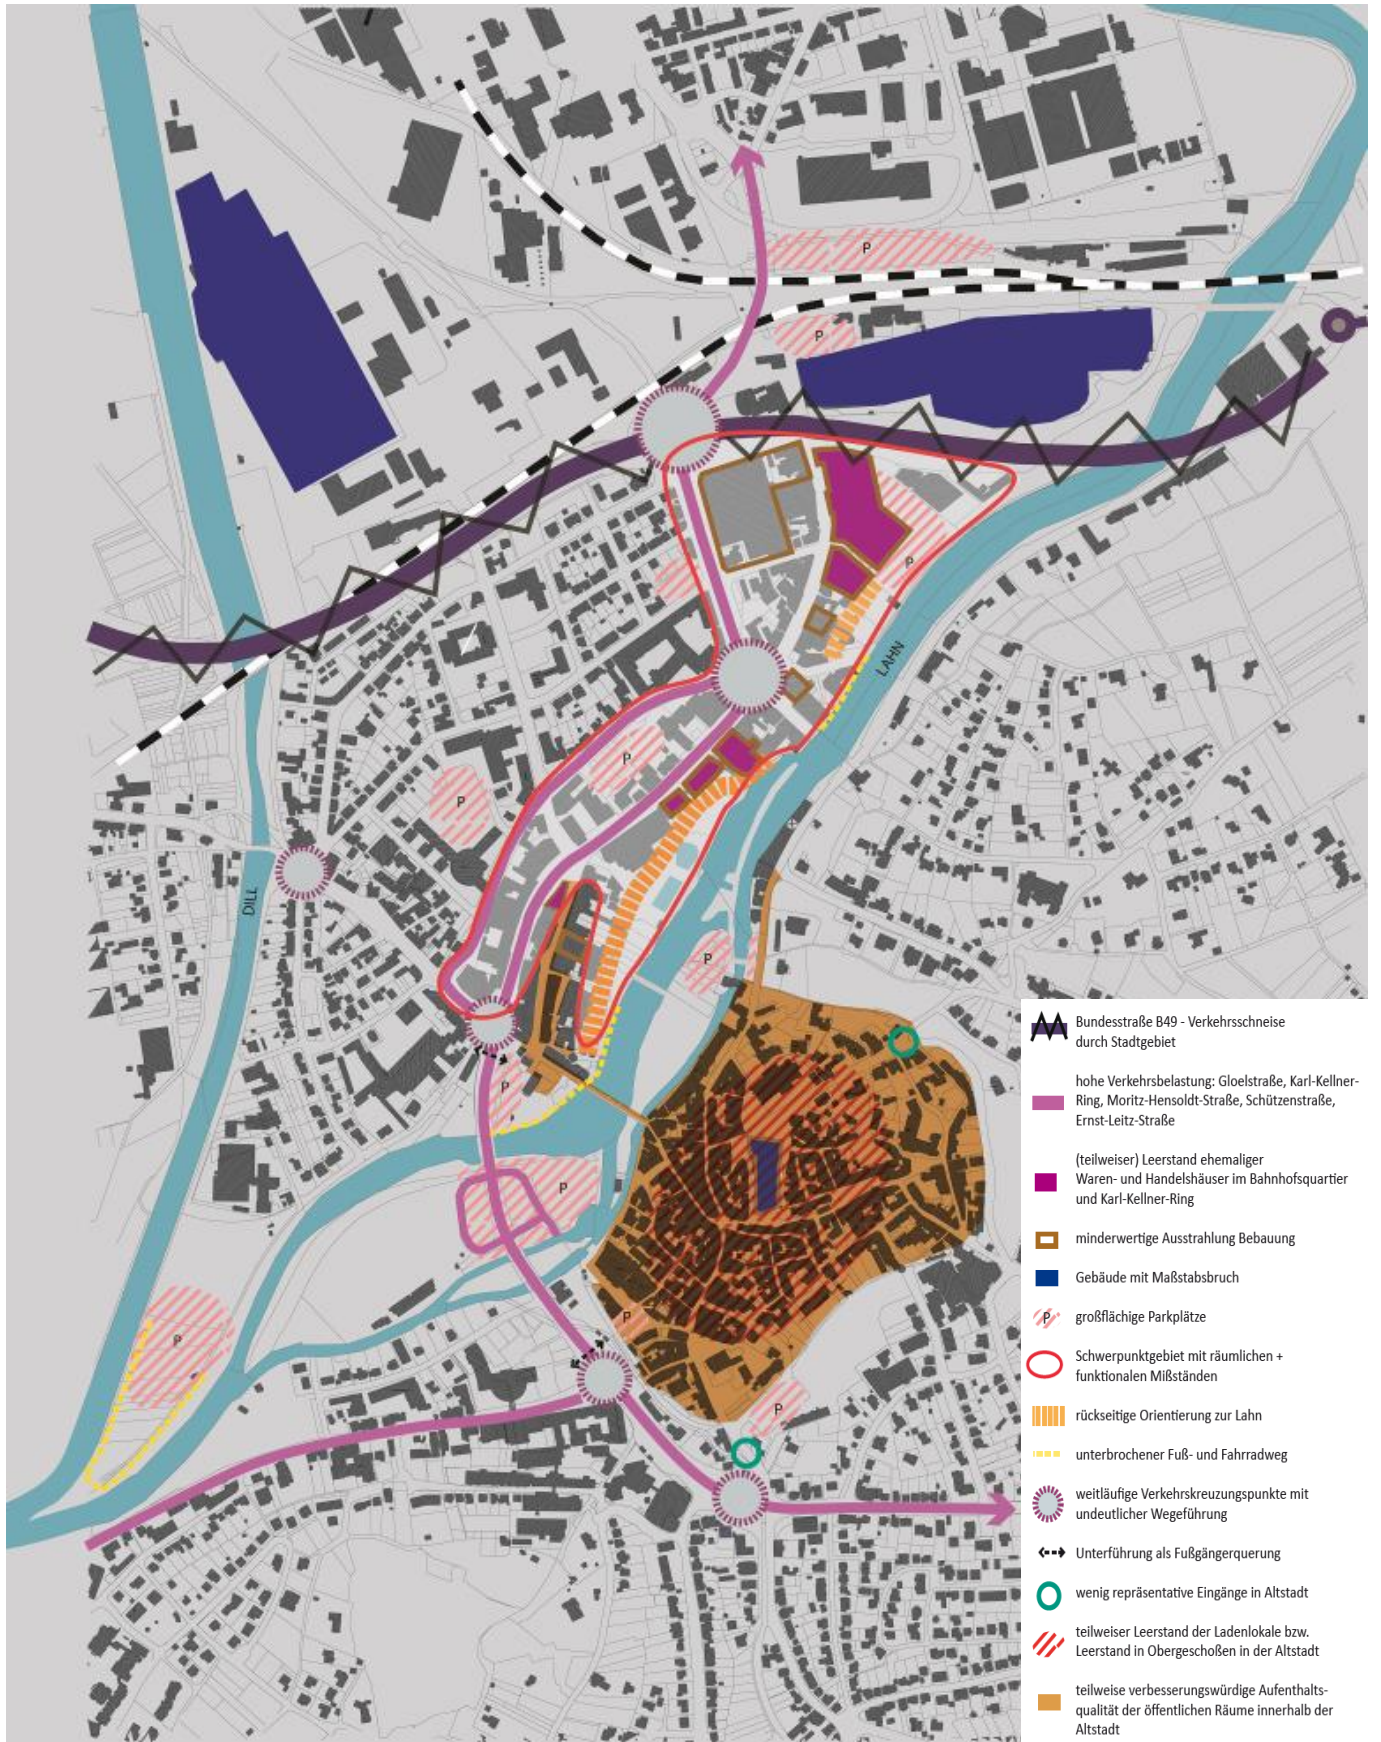 P
P
P
P
LAHN
P
P
DILL
P
P
P
P
P
P
Bundesstraße B49 - Verkehrsschneise
durch Stadtgebiet
hohe Verkehrsbelastung: Gloelstraße, Karl-Kellner-
Ring, Moritz-Hensoldt-Straße, Schützenstraße,
Ernst-Leitz-Straße
(teilweiser) Leerstand ehemaliger
Waren- und Handelshäuser im Bahnhofsquartier
und Karl-Kellner-Ring
minderwertige Ausstrahlung Bebauung
Gebäude mit Maßstabsbruch
P
großflächige Parkplätze
Schwerpunktgebiet mit räumlichen +
funktionalen Mißständen
rückseitige Orientierung zur Lahn
unterbrochener Fuß- und Fahrradweg
weitläufige Verkehrskreuzungspunkte mit
undeutlicher Wegeführung
Unterführung als Fußgängerquerung
wenig repräsentative Eingänge in Altstadt
teilweiser Leerstand der Ladenlokale bzw.
Leerstand in Obergeschoßen in der Altstadt
teilweise verbesserungswürdige Aufenthalts-
qualität der öffentlichen Räume innerhalb der
Altstadt